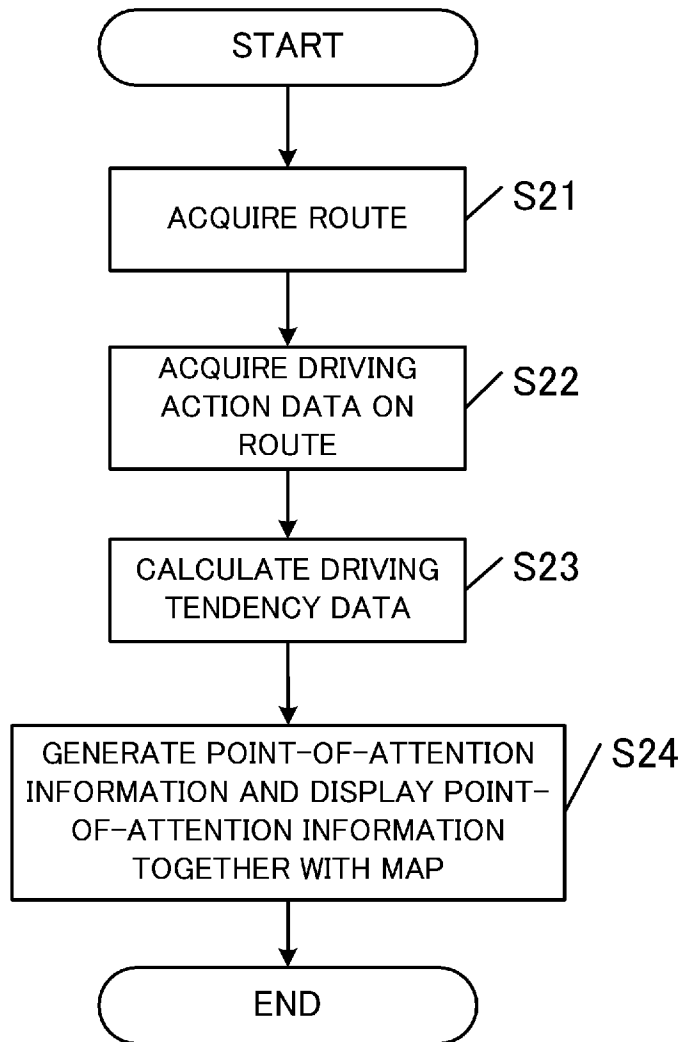 START
ACQUIRE ROUTE
S21
ACQUIRE DRIVING
ACTION DATA ON
ROUTE
S22
CALCULATE DRIVING
TENDENCY DATA
S23
GENERATE POINT-OF-ATTENTION
INFORMATION AND DISPLAY POINT-
OF-ATTENTION INFORMATION
TOGETHER WITH MAP
S24
END